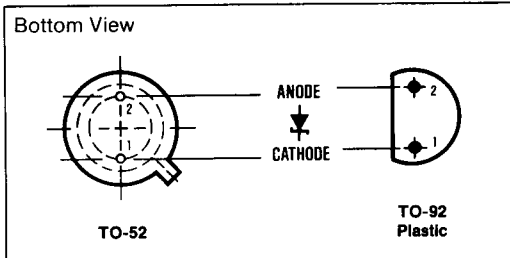 Bottom View
ANODE
2
2
1
1
CATHODE
TO-52
TO-92
Plastic